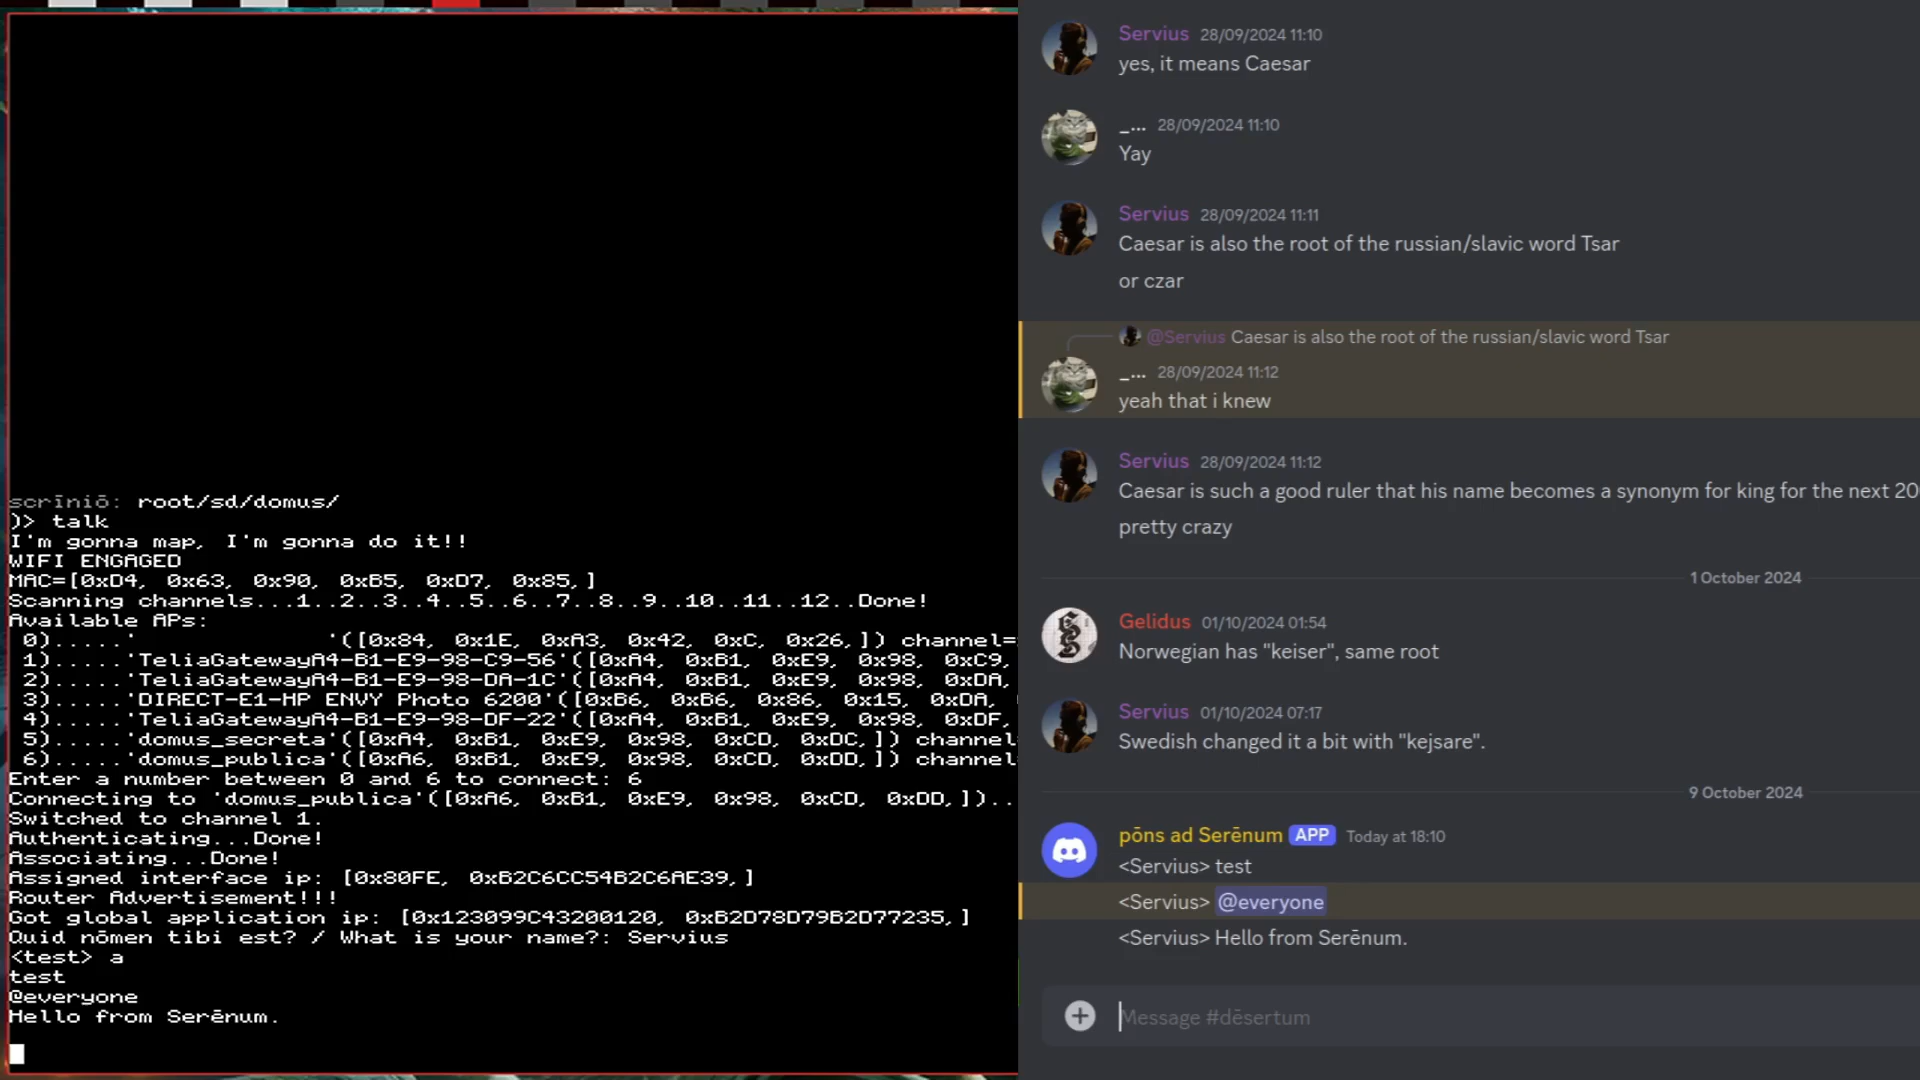 scrīniō: root/sd/domus/
)> talk
I'm gonna map, I'm gonna do it!!
WIFI ENGAGED
MAC=[0xD4, 0x63, 0x90, 0xB5, 0xD7, 0x85,]
Scanning channels...1..2..3..4..5..6..7..8..9..10..11..12..Done!
Available APs:
0).....'              '([0x84, 0x1E, 0xA3, 0x42, 0xC, 0x26,]) channel=
1).....'TeliaGatewayA4-B1-E9-98-C9-56'([0xA4, 0xB1, 0xE9, 0x98, 0xC9,
2).....'TeliaGatewayA4-B1-E9-98-DA-1C'([0xA4, 0xB1, 0xE9, 0x98, 0xDA,
3).....'DIRECT-E1-HP ENVY Photo 6200'([0xB6, 0xB6, 0x86, 0x15, 0xDA,
4).....'TeliaGatewayA4-B1-E9-98-DF-22'([0xA4, 0xB1, 0xE9, 0x98, 0xDF,
5).....'domus_secreta'([0xA4, 0xB1, 0xE9, 0x98, 0xCD, 0xDC,]) channel
6).....'domus_publica'([0xA6, 0xB1, 0xE9, 0x98, 0xCD, 0xDD,]) channel
Enter a number between 0 and 6 to connect: 6
Connecting to 'domus_publica'([0xA6, 0xB1, 0xE9, 0x98, 0xCD, 0xDD,])..
Switched to channel 1.
Authenticating...Done!
Associating...Done!
Assigned interface ip: [0x80FE, 0xB2C6CC54B2C6AE39,]
Router Advertisement!!!
Got global application ip: [0x123099C43200120, 0xB2D78D79B2D77235,]
Quid nōmen tibi est? / What is your name?: Servius
<test> a
test
@everyone
Hello from Serēnum.
Servius 28/09/2024 11:10
yes, it means Caesar
_... 28/09/2024 11:10
Yay
Servius 28/09/2024 11:11
Caesar is also the root of the russian/slavic word Tsar
or czar
@Servius Caesar is also the root of the russian/slavic word Tsar
_... 28/09/2024 11:12
yeah that i knew
Servius 28/09/2024 11:12
Caesar is such a good ruler that his name becomes a synonym for king for the next 20
pretty crazy
1 October 2024
Gelidus 01/10/2024 01:54
Norwegian has "keiser", same root
Servius 01/10/2024 07:17
Swedish changed it a bit with "kejsare".
9 October 2024
pōns ad Serēnum APP Today at 18:10
<Servius> test
<Servius> @everyone
<Servius> Hello from Serēnum.
Message #dēsertum